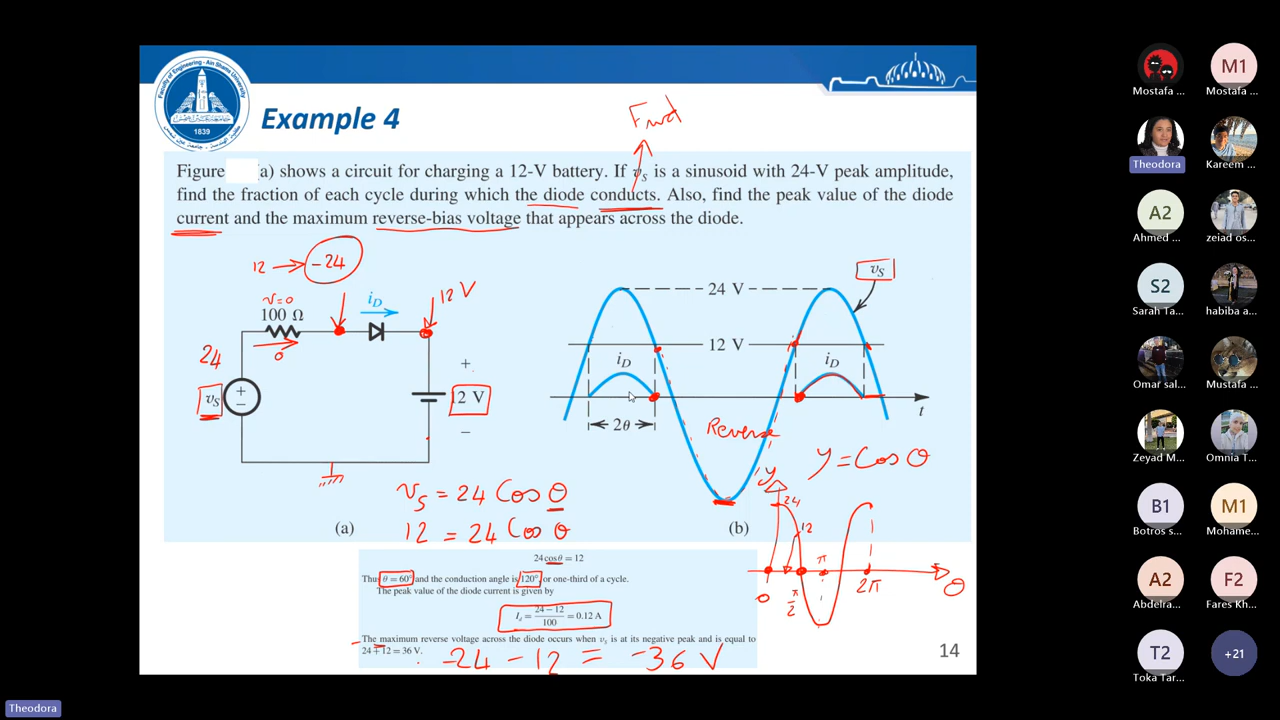 Faculty of Engineering - Ain Shams University
1839
Example 4
Fwd
Figure (a) shows a circuit for charging a 12-V battery. If vs is a sinusoid with 24-V peak amplitude,
find the fraction of each cycle during which the diode conducts. Also, find the peak value of the diode
current and the maximum reverse-bias voltage that appears across the diode.
12 → -24
v=0
100 Ω
iD
12 V
0
24
vs
+
−
+
12 V
−
(a)
vs
24 V
12 V
iD
iD
t
2θ
Reverse
(b)
y = Cos θ
y
24
12
0
π/2
π
2π
θ
vs = 24 Cos θ
12 = 24 Cos θ
24 cos θ = 12
Thus θ = 60° and the conduction angle is 120°, or one-third of a cycle.
The peak value of the diode current is given by
Id = (24 − 12)/100 = 0.12 A
The maximum reverse voltage across the diode occurs when vs is at its negative peak and is equal to
24 + 12 = 36 V.
-24 - 12 = -36 V
14
Mostafa ...
M1
Mostafa ...
Theodora
Kareem ...
A2
Ahmed ...
zeiad os...
S2
Sarah Ta...
habiba a...
Omar sal...
Mustafa ...
Zeyad M...
Omnia T...
B1
Botros s...
M1
Mohame...
A2
Abdelra...
F2
Fares Kh...
T2
Toka Tar...
+21
Theodora